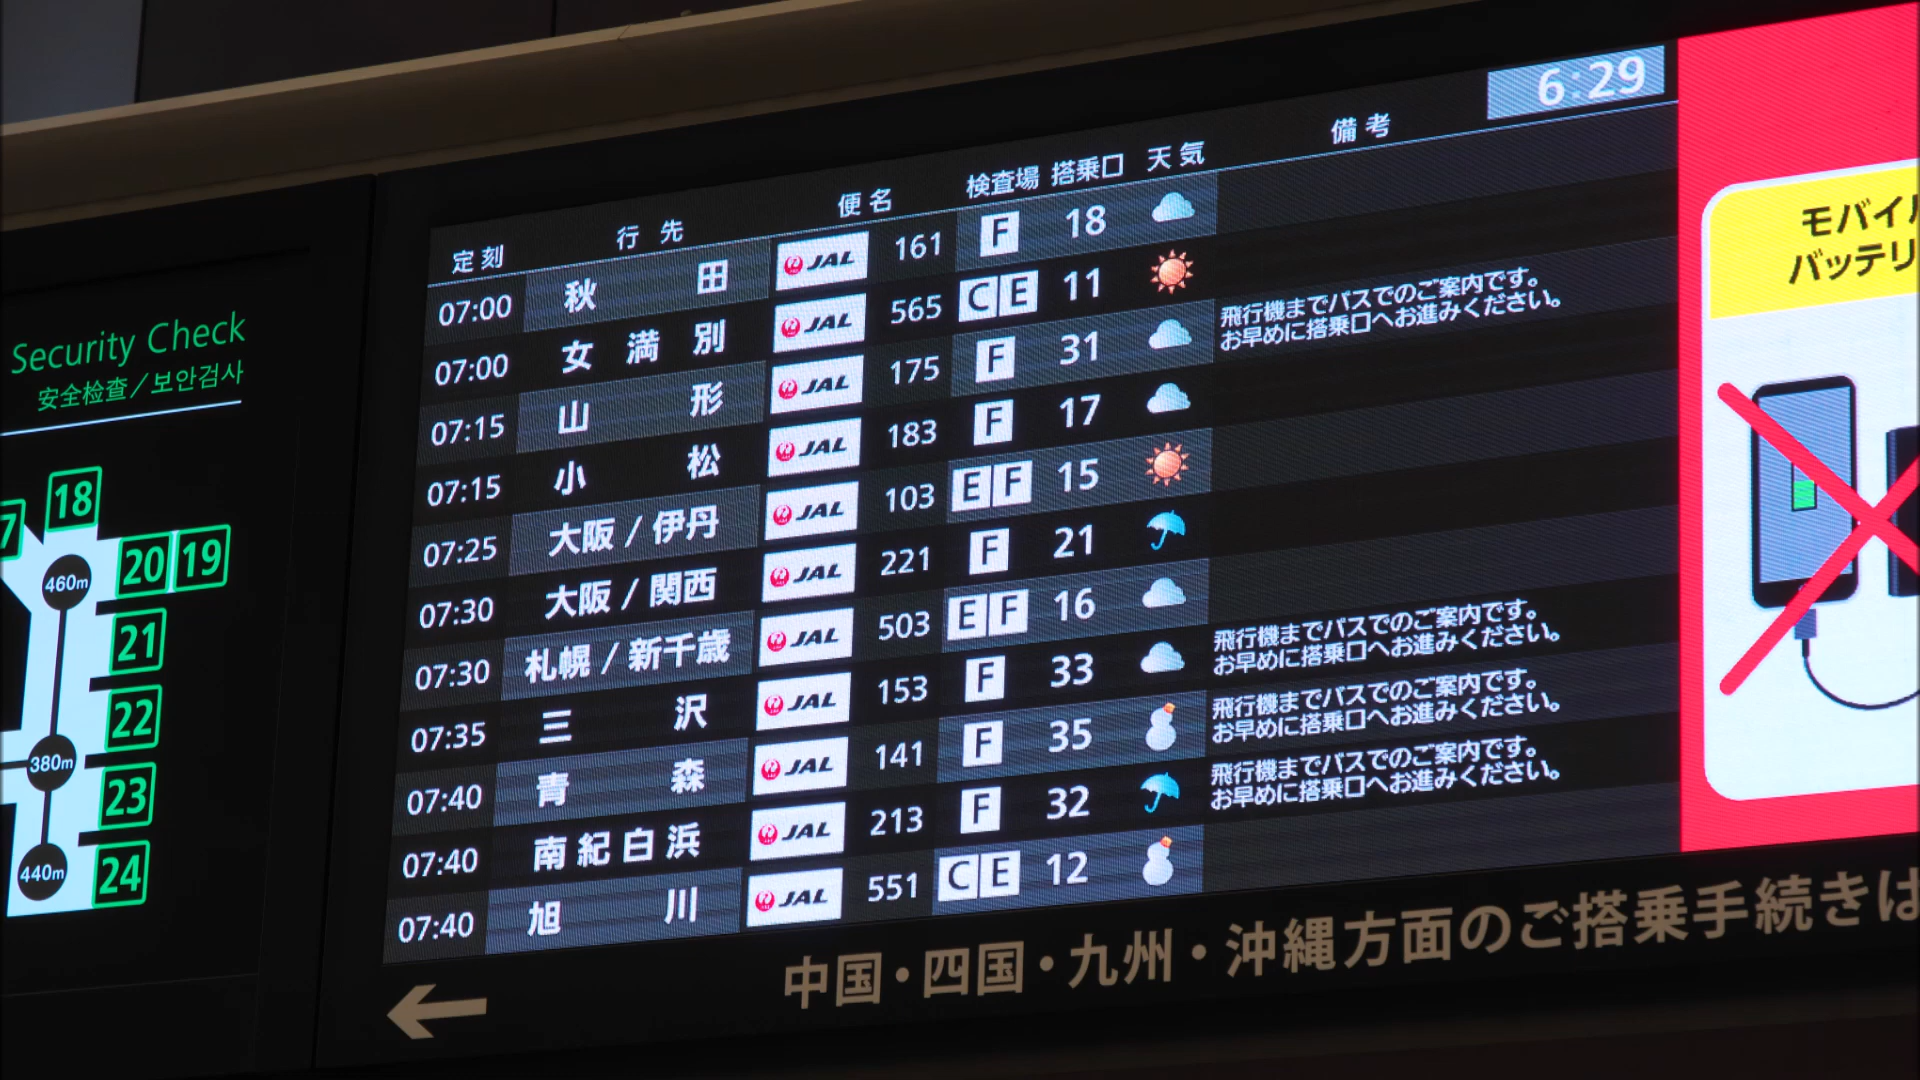 Security Check
安全检查／보안검사
18
20 19
21
22
23
24
460m
380m
440m
6:29
定刻 行先 便名 検査場 搭乗口 天気 備考
07:00 秋田 JAL 161 F 18
07:00 女満別 JAL 565 C E 11
07:15 山形 JAL 175 F 31 飛行機までバスでのご案内です。
お早めに搭乗口へお進みください。
07:15 小松 JAL 183 F 17
07:25 大阪/伊丹 JAL 103 E F 15
07:30 大阪/関西 JAL 221 F 21
07:30 札幌/新千歳 JAL 503 E F 16
07:35 三沢 JAL 153 F 33 飛行機までバスでのご案内です。
お早めに搭乗口へお進みください。
07:40 青森 JAL 141 F 35 飛行機までバスでのご案内です。
お早めに搭乗口へお進みください。
07:40 南紀白浜 JAL 213 F 32 飛行機までバスでのご案内です。
お早めに搭乗口へお進みください。
07:40 旭川 JAL 551 C E 12
中国・四国・九州・沖縄方面のご搭乗手続きは
モバイル
バッテリ